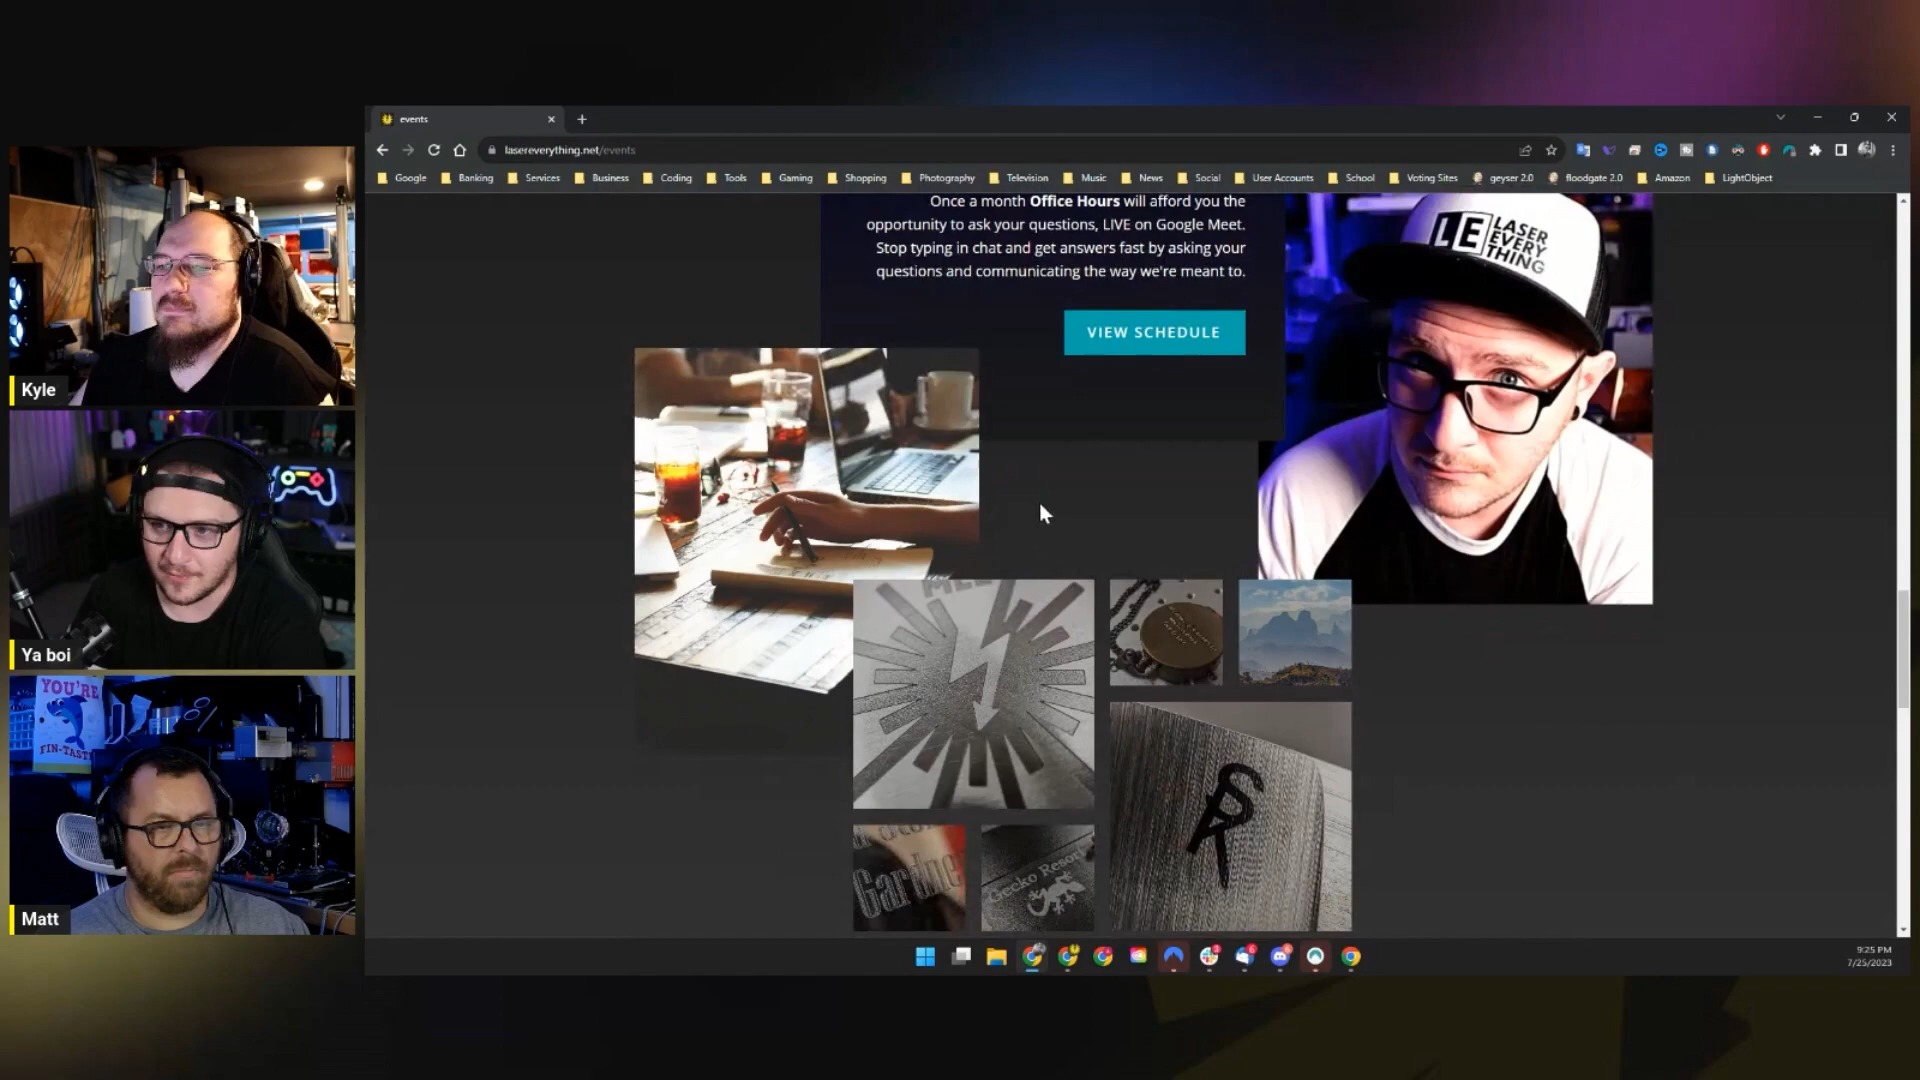 events
lasereverything.net/events
Google
Banking
Services
Business
Coding
Tools
Gaming
Shopping
Photography
Television
Music
News
Social
User Accounts
School
Voting Sites
geyser 2.0
floodgate 2.0
Amazon
LightObject
Once a month Office Hours will afford you the
opportunity to ask your questions, LIVE on Google Meet.
Stop typing in chat and get answers fast by asking your
questions and communicating the way we're meant to.
VIEW SCHEDULE
LE LASER
EVERY
THING
Kyle
Ya boi
YOU'RE
Matt
Gecko Resort
9:25 PM
7/25/2023